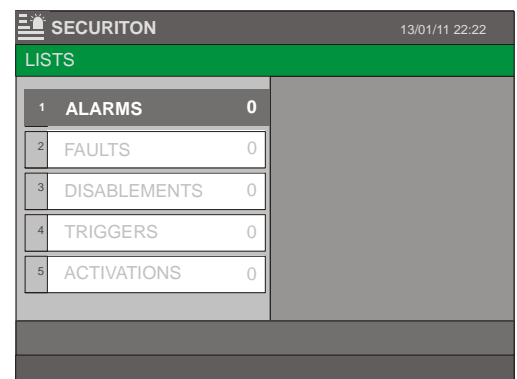 SECURITON 13/01/11 22:22
LISTS
1 ALARMS 0
2 FAULTS 0
3 DISABLEMENTS 0
4 TRIGGERS 0
5 ACTIVATIONS 0